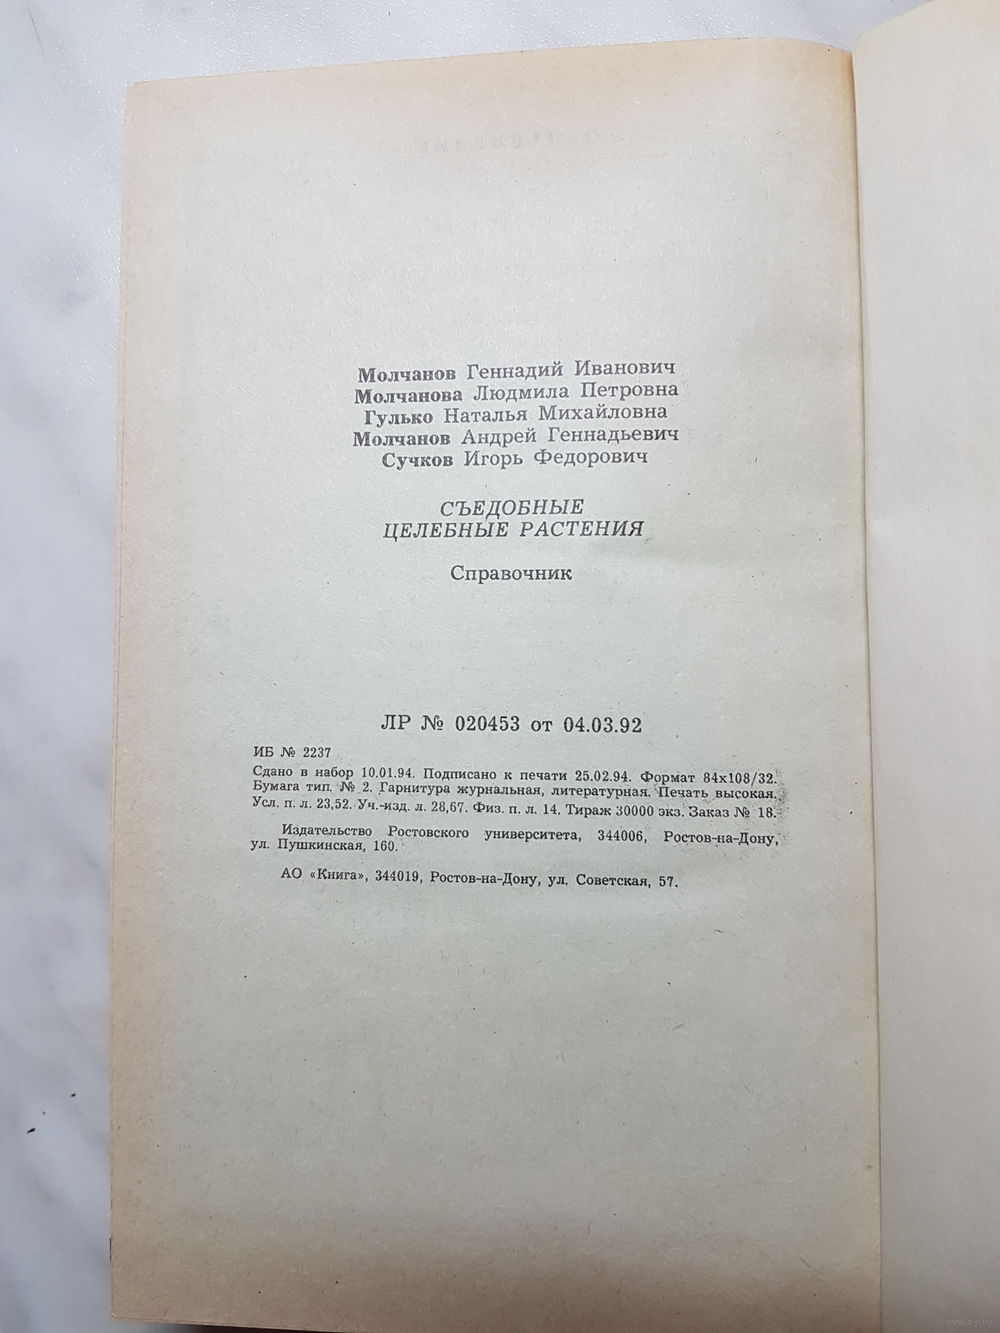 Молчанов Геннадий Иванович
Молчанова Людмила Петровна
Гулько Наталья Михайловна
Молчанов Андрей Геннадьевич
Сучков Игорь Федорович
СЪЕДОБНЫЕ
ЦЕЛЕБНЫЕ РАСТЕНИЯ
Справочник
ЛР № 020453 от 04.03.92
ИБ № 2237
Сдано в набор 10.01.94. Подписано к печати 25.02.94. Формат 84х108/32.
Бумага тип. № 2. Гарнитура журнальная, литературная. Печать высокая.
Усл. п. л. 23,52. Уч.-изд. л. 28,67. Физ. п. л. 14. Тираж 30000 экз. Заказ № 18.
Издательство Ростовского университета, 344006, Ростов-на-Дону,
ул. Пушкинская, 160.
АО «Книга», 344019, Ростов-на-Дону, ул. Советская, 57.
www.ay.by